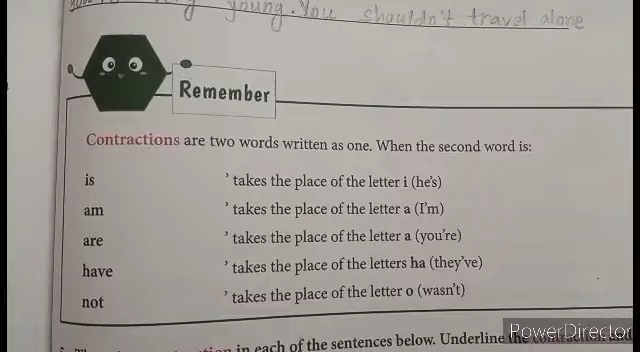 young. You shouldn't travel alone
Remember
Contractions are two words written as one. When the second word is:
is ' takes the place of the letter i (he's)
am ' takes the place of the letter a (I'm)
are ' takes the place of the letter a (you're)
have ' takes the place of the letters ha (they've)
not ' takes the place of the letter o (wasn't)
in each of the sentences below. Underline the
PowerDirector